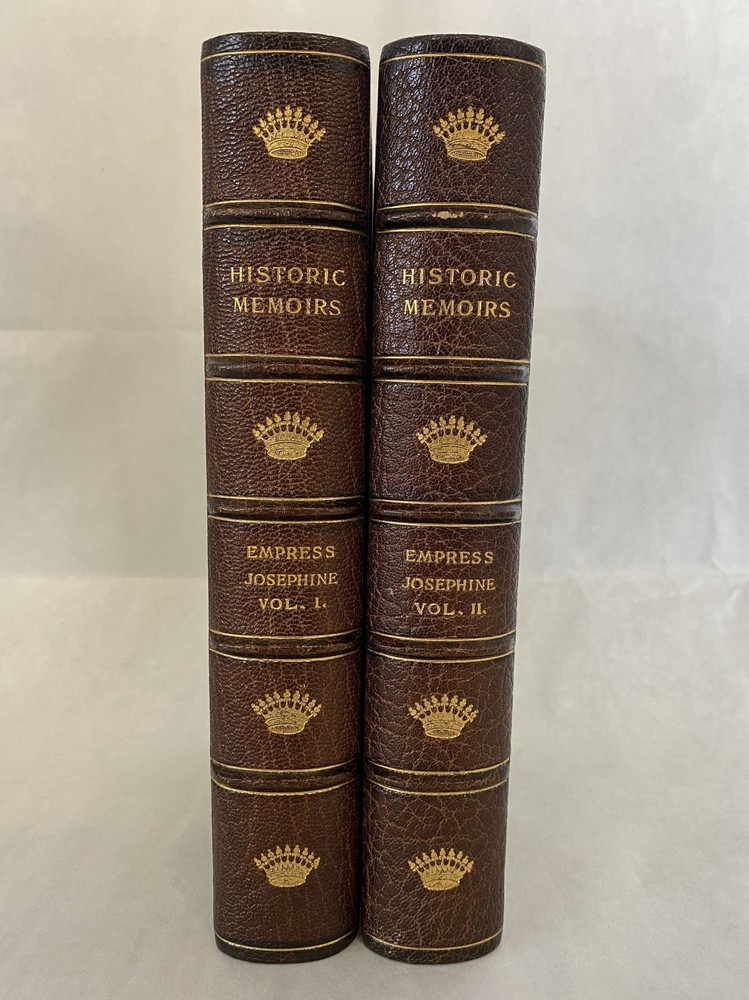 HISTORIC
MEMOIRS
EMPRESS
JOSEPHINE
VOL. I.
HISTORIC
MEMOIRS
EMPRESS
JOSEPHINE
VOL. II.